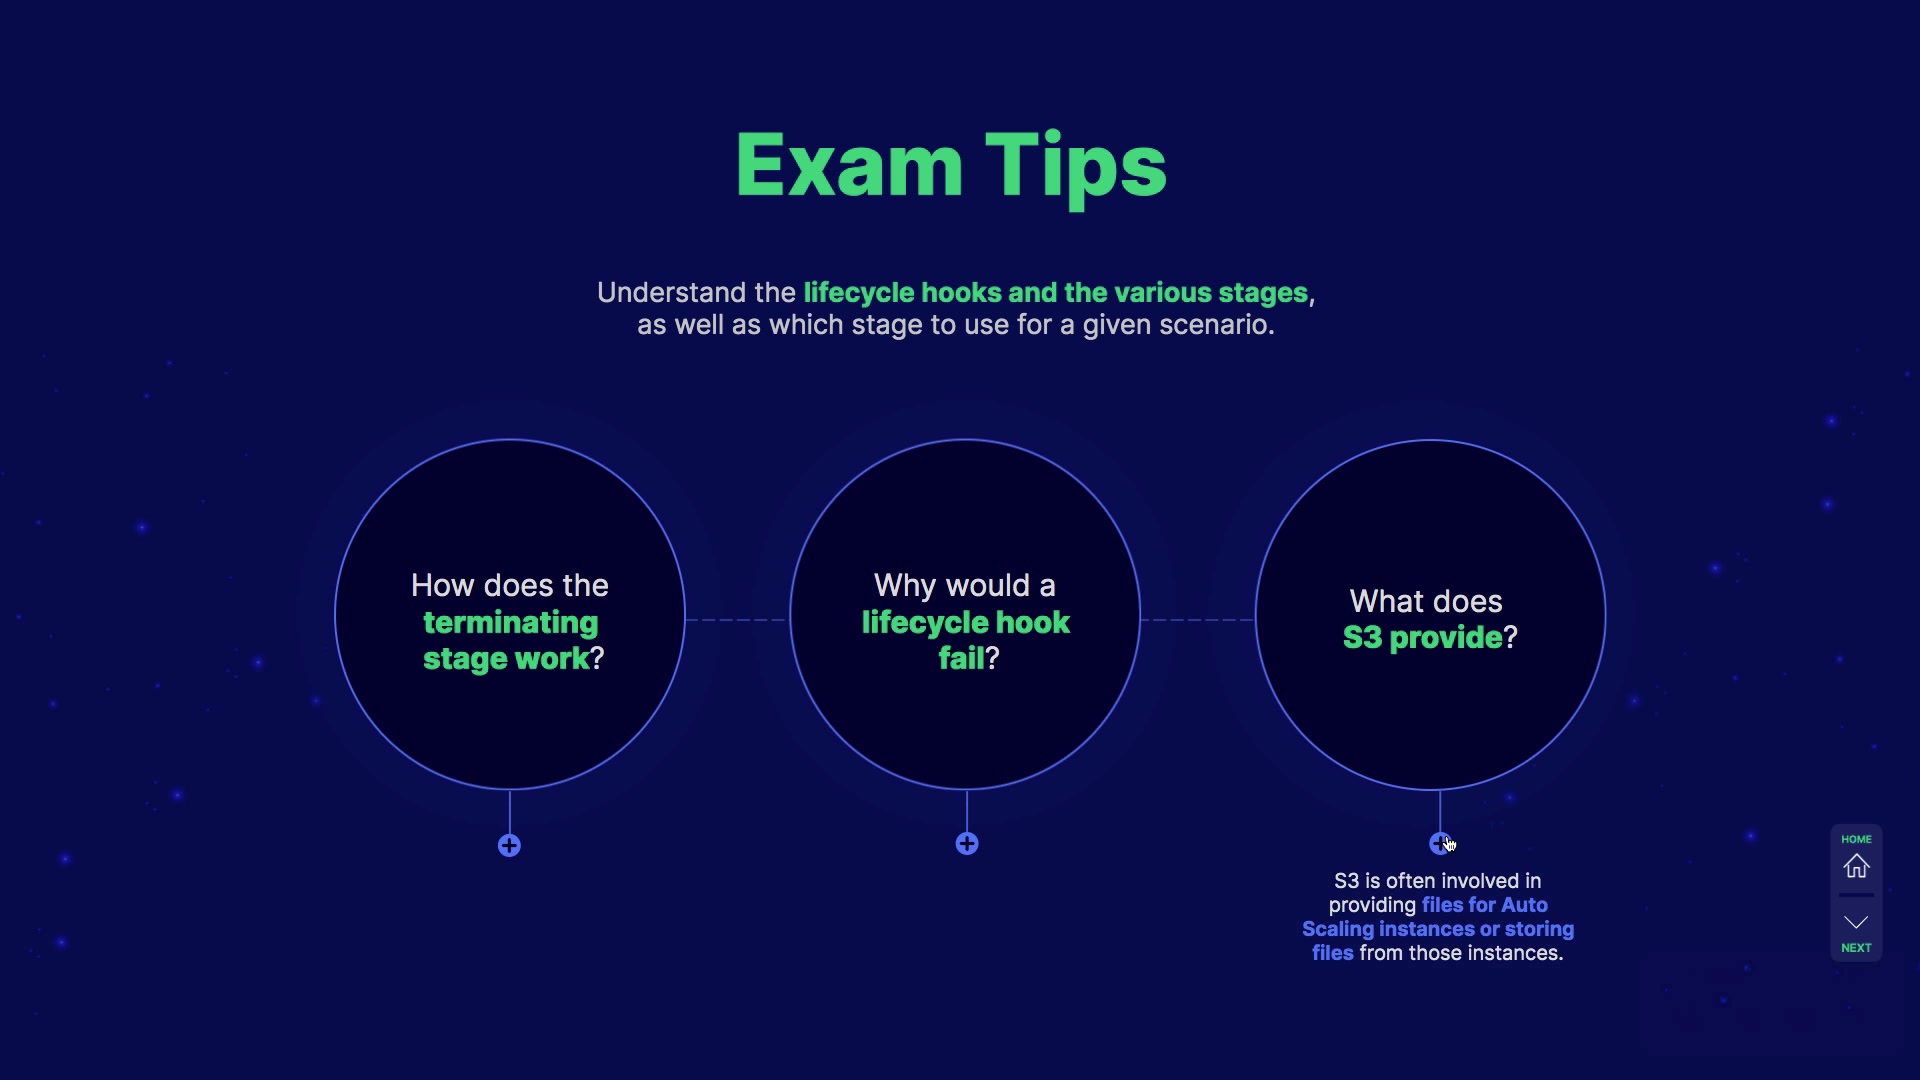 Exam Tips
Understand the lifecycle hooks and the various stages,
as well as which stage to use for a given scenario.
How does the
terminating
stage work?
Why would a
lifecycle hook
fail?
What does
S3 provide?
S3 is often involved in
providing files for Auto
Scaling instances or storing
files from those instances.
HOME
NEXT